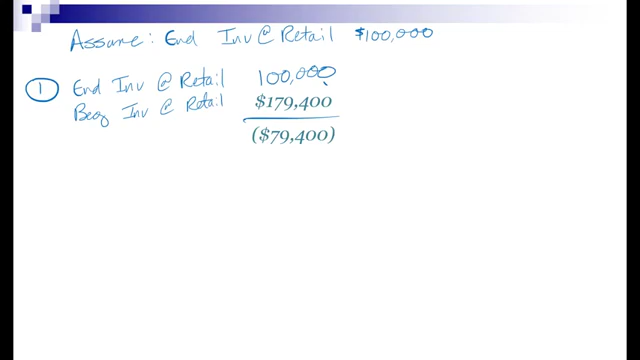 Assume: End Inv @ Retail $100,000
1 End Inv @ Retail 100,000
Beg Inv @ Retail $179,400
($79,400)